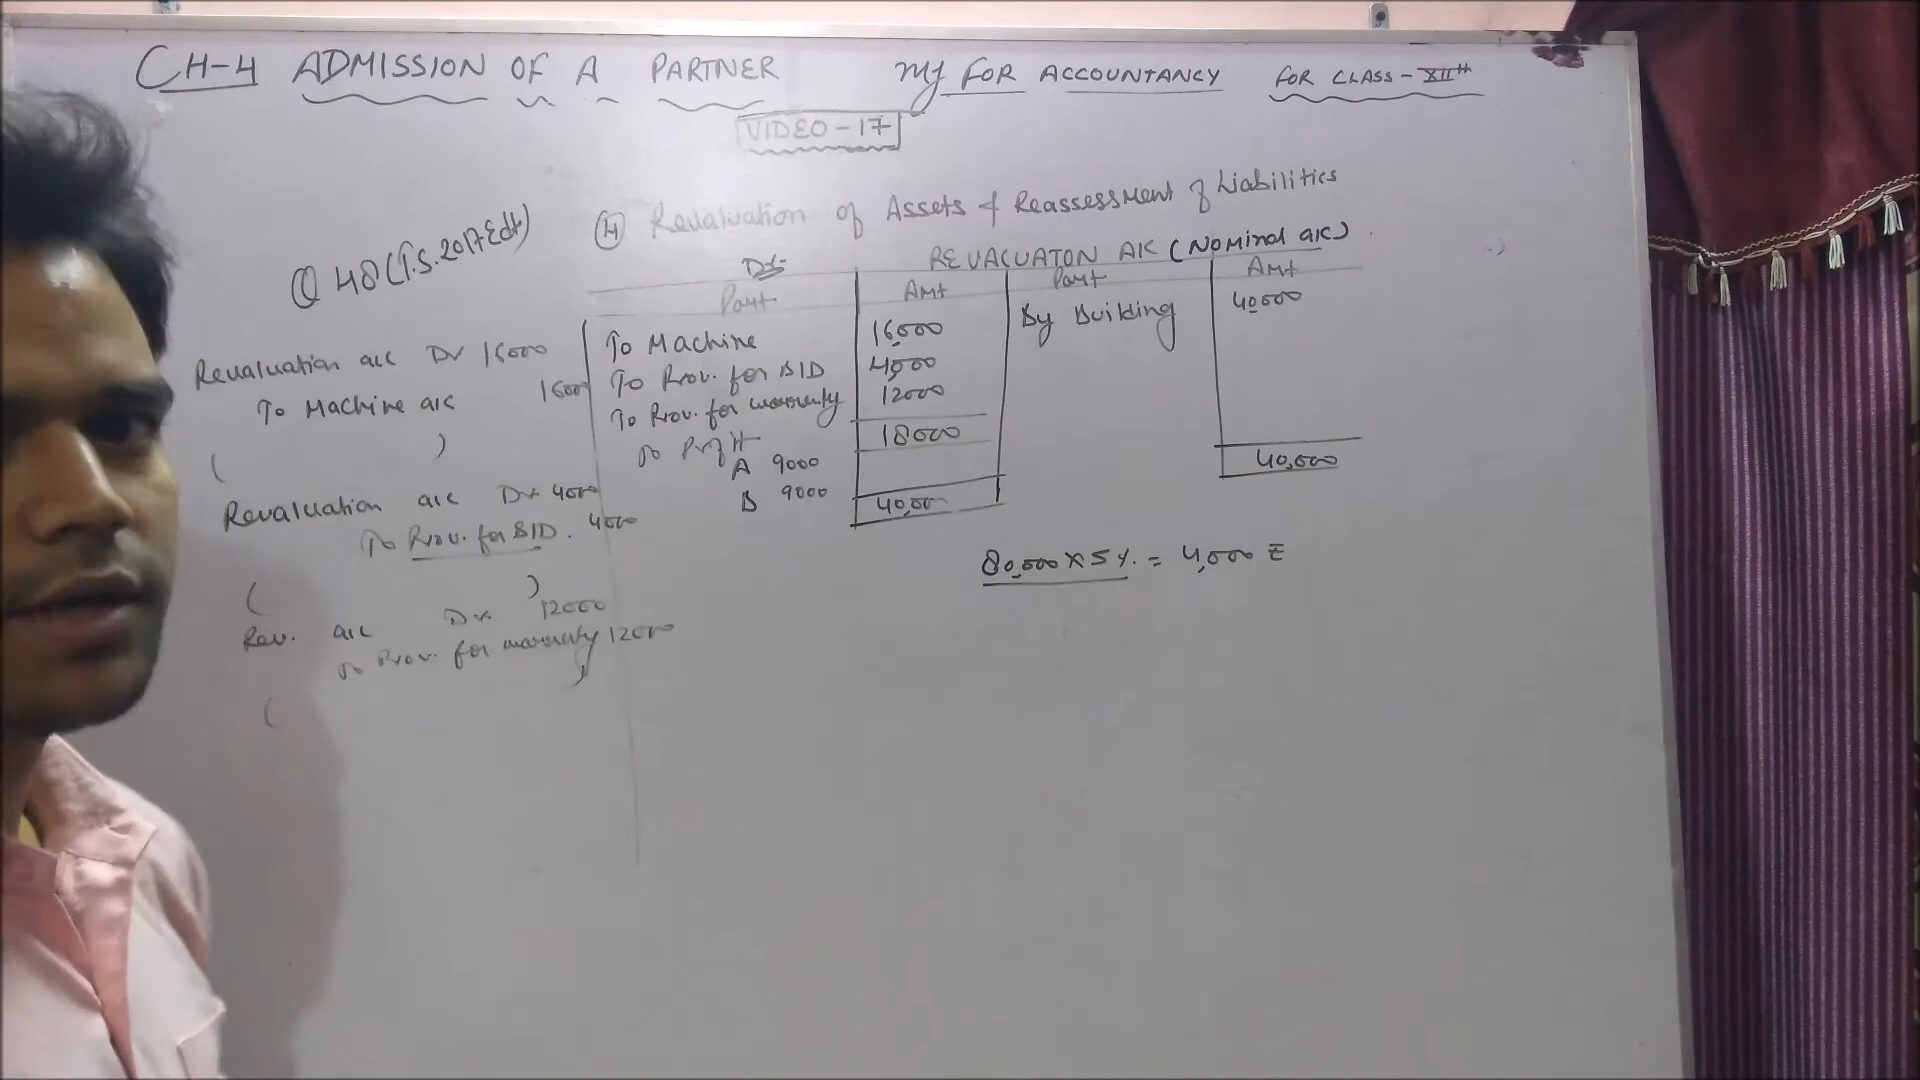 CH-4 ADMISSION OF A PARTNER MJ FOR ACCOUNTANCY FOR CLASS-XIIth
VIDEO-17
Q 48 (T.S. 2017 Edt)
(4) Revaluation of Assets & Reassessment of Liabilities
REVALUATON A/C (Nominal a/c)
Dr
Part Amt Part Amt
To Machine 16000 By Building 40000
To Prov. for B/D 4000
To Prov. for warrenty 12000
To Profit 18000
A 9000
B 9000
40,00 40,000
Revaluation a/c Dr 16000
To Machine a/c 16000
( )
Revaluation a/c Dr 4000
To Prov. for B/D. 4000
( )
Rev. a/c Dr 12000
To Prov. for warrenty 12000
( )
80,000 X 5 %. = 4,000 E